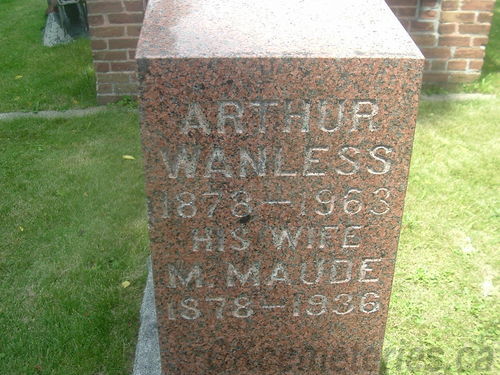 ARTHUR
WANLESS
1873-1963
HIS WIFE
M. MAUDE
1878-1936